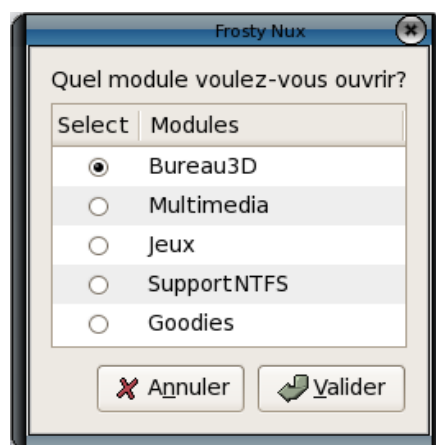 Frosty Nux
Quel module voulez-vous ouvrir?
Select Modules
Bureau3D
Multimedia
Jeux
SupportNTFS
Goodies
Annuler Valider